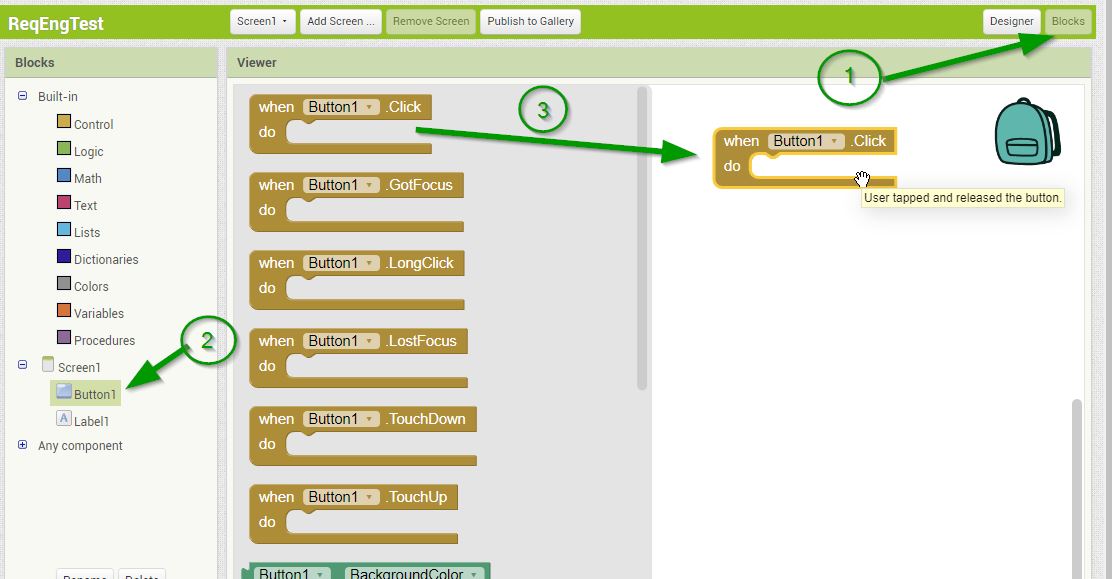 ReqEngTest
Screen1
Add Screen ...
Remove Screen
Publish to Gallery
Designer
Blocks
Blocks
Viewer
1
Built-in
Control
Logic
Math
Text
Lists
Dictionaries
Colors
Variables
Procedures
2
Screen1
Button1
A Label1
Any component
Rename
Delete
when Button1 .Click
do
when Button1 .GotFocus
do
when Button1 .LongClick
do
when Button1 .LostFocus
do
when Button1 .TouchDown
do
when Button1 .TouchUp
do
Button1 . BackgroundColor
3
when Button1 .Click
do
User tapped and released the button.